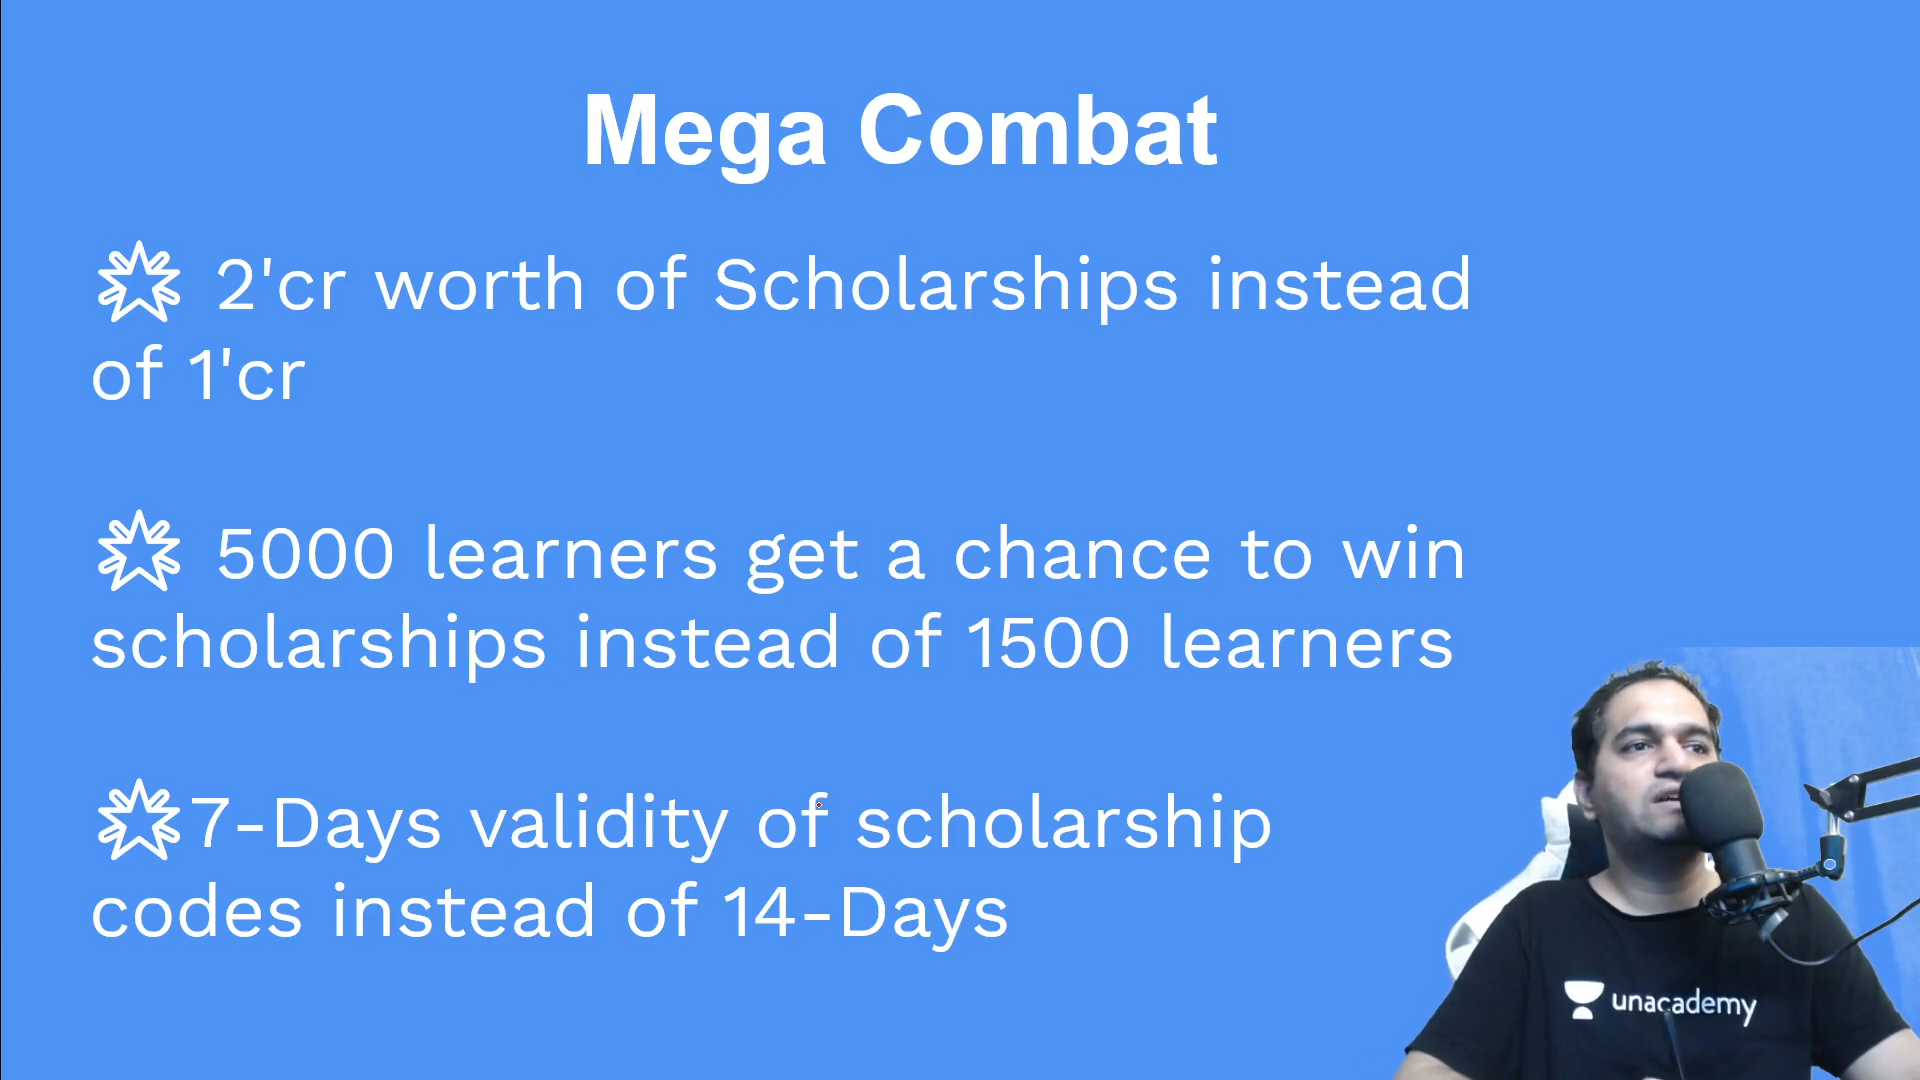 Mega Combat
2'cr worth of Scholarships instead
of 1'cr
5000 learners get a chance to win
scholarships instead of 1500 learners
7-Days validity of scholarship
codes instead of 14-Days
unacademy